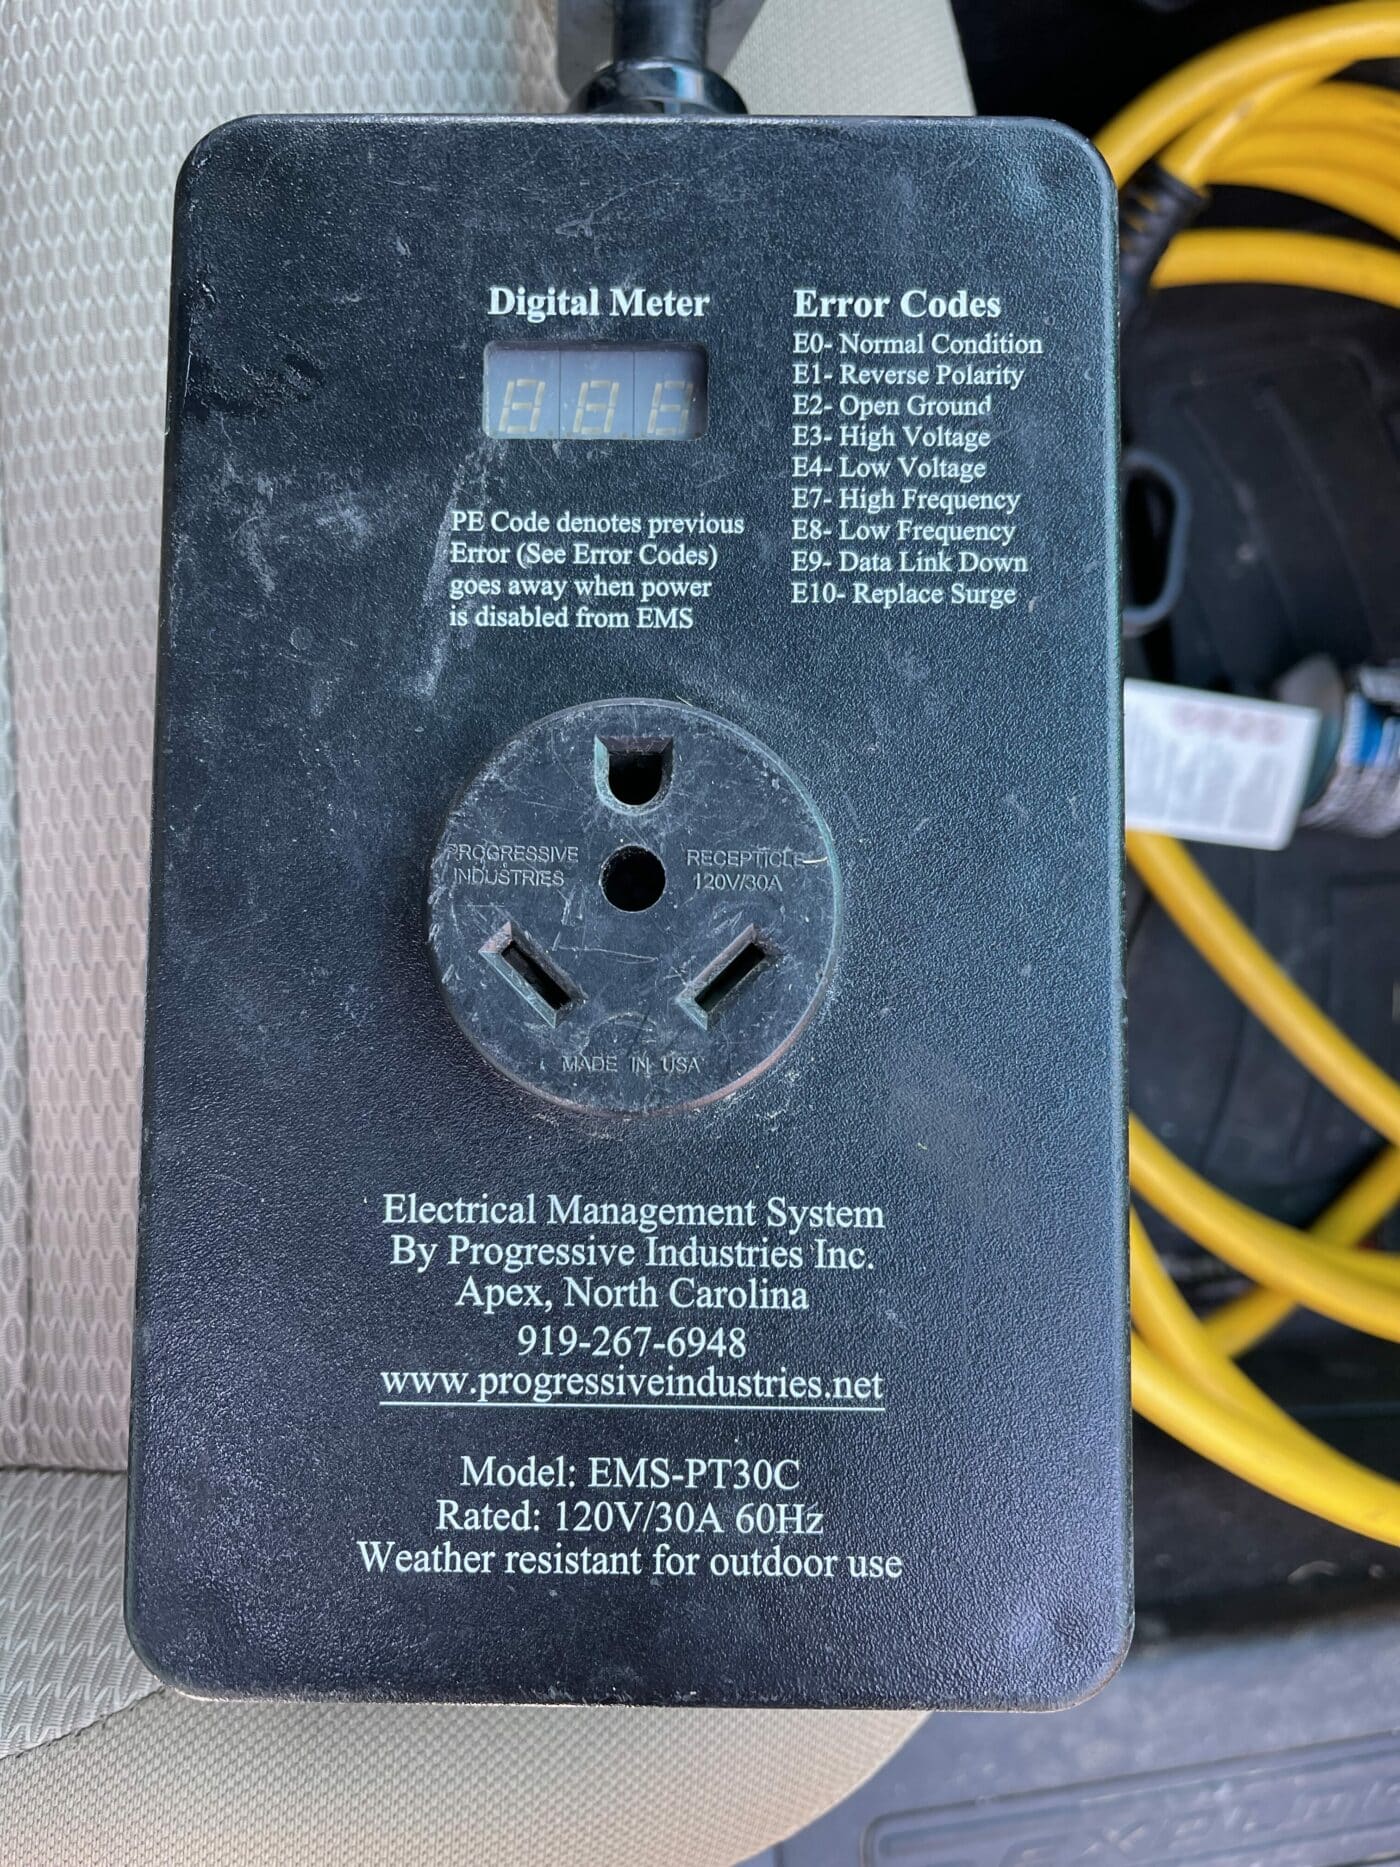 Digital Meter
PE Code denotes previous
Error (See Error Codes)
goes away when power
is disabled from EMS
Error Codes
E0- Normal Condition
E1- Reverse Polarity
E2- Open Ground
E3- High Voltage
E4- Low Voltage
E7- High Frequency
E8- Low Frequency
E9- Data Link Down
E10- Replace Surge
PROGRESSIVE
INDUSTRIES
RECEPTICLE
120V/30A
MADE IN USA
Electrical Management System
By Progressive Industries Inc.
Apex, North Carolina
919-267-6948
www.progressiveindustries.net
Model: EMS-PT30C
Rated: 120V/30A 60Hz
Weather resistant for outdoor use